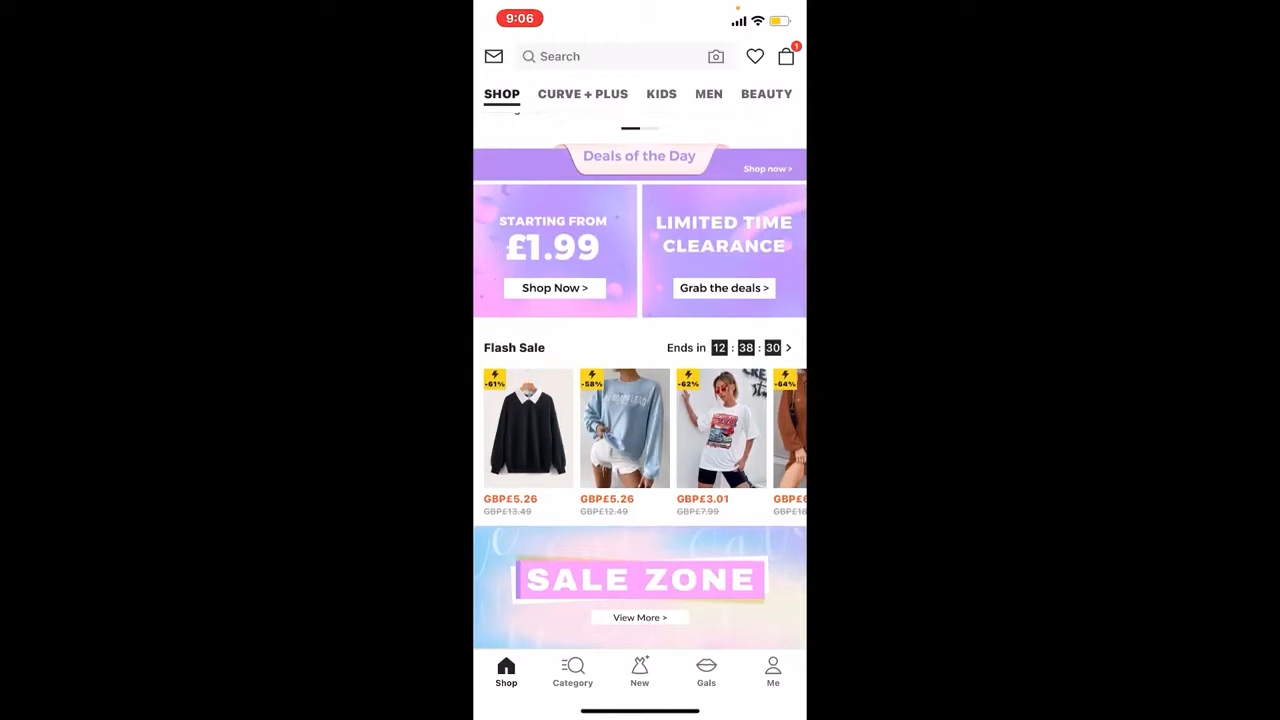 9:06
Search
1
SHOP CURVE + PLUS KIDS MEN BEAUTY
Deals of the Day
Shop now >
STARTING FROM
£1.99
Shop Now >
LIMITED TIME
CLEARANCE
Grab the deals >
Flash Sale
Ends in 12 : 38 : 30 >
-61% -58% -62% -64%
GBP£5.26 GBP£5.26 GBP£3.01
GBP£13.49 GBP£12.49 GBP£7.99
SALE ZONE
View More >
Shop Category New Gals Me